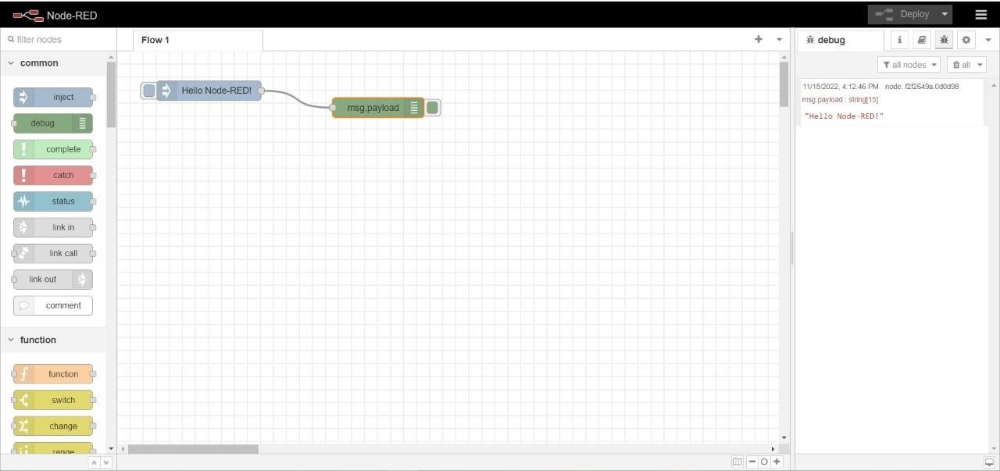 Node-RED
Deploy
filter nodes
Flow 1
debug
i
common
all nodes
all
Hello Node-RED!
msg.payload
11/15/2022, 4:12:46 PM node: f2f2649a.0d0d98
msg.payload : string[15]
"Hello Node-RED!"
inject
debug
complete
catch
status
link in
link call
link out
comment
function
function
switch
change
range